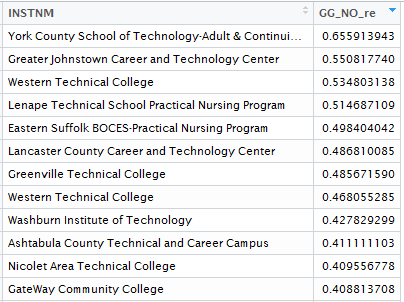 INSTNM GG_NO_re
York County School of Technology-Adult & Continui... 0.655913943
Greater Johnstown Career and Technology Center 0.550817740
Western Technical College 0.534803138
Lenape Technical School Practical Nursing Program 0.514687109
Eastern Suffolk BOCES-Practical Nursing Program 0.498404042
Lancaster County Career and Technology Center 0.486810085
Greenville Technical College 0.485671590
Western Technical College 0.468055285
Washburn Institute of Technology 0.427829299
Ashtabula County Technical and Career Campus 0.411111103
Nicolet Area Technical College 0.409556778
GateWay Community College 0.408813708